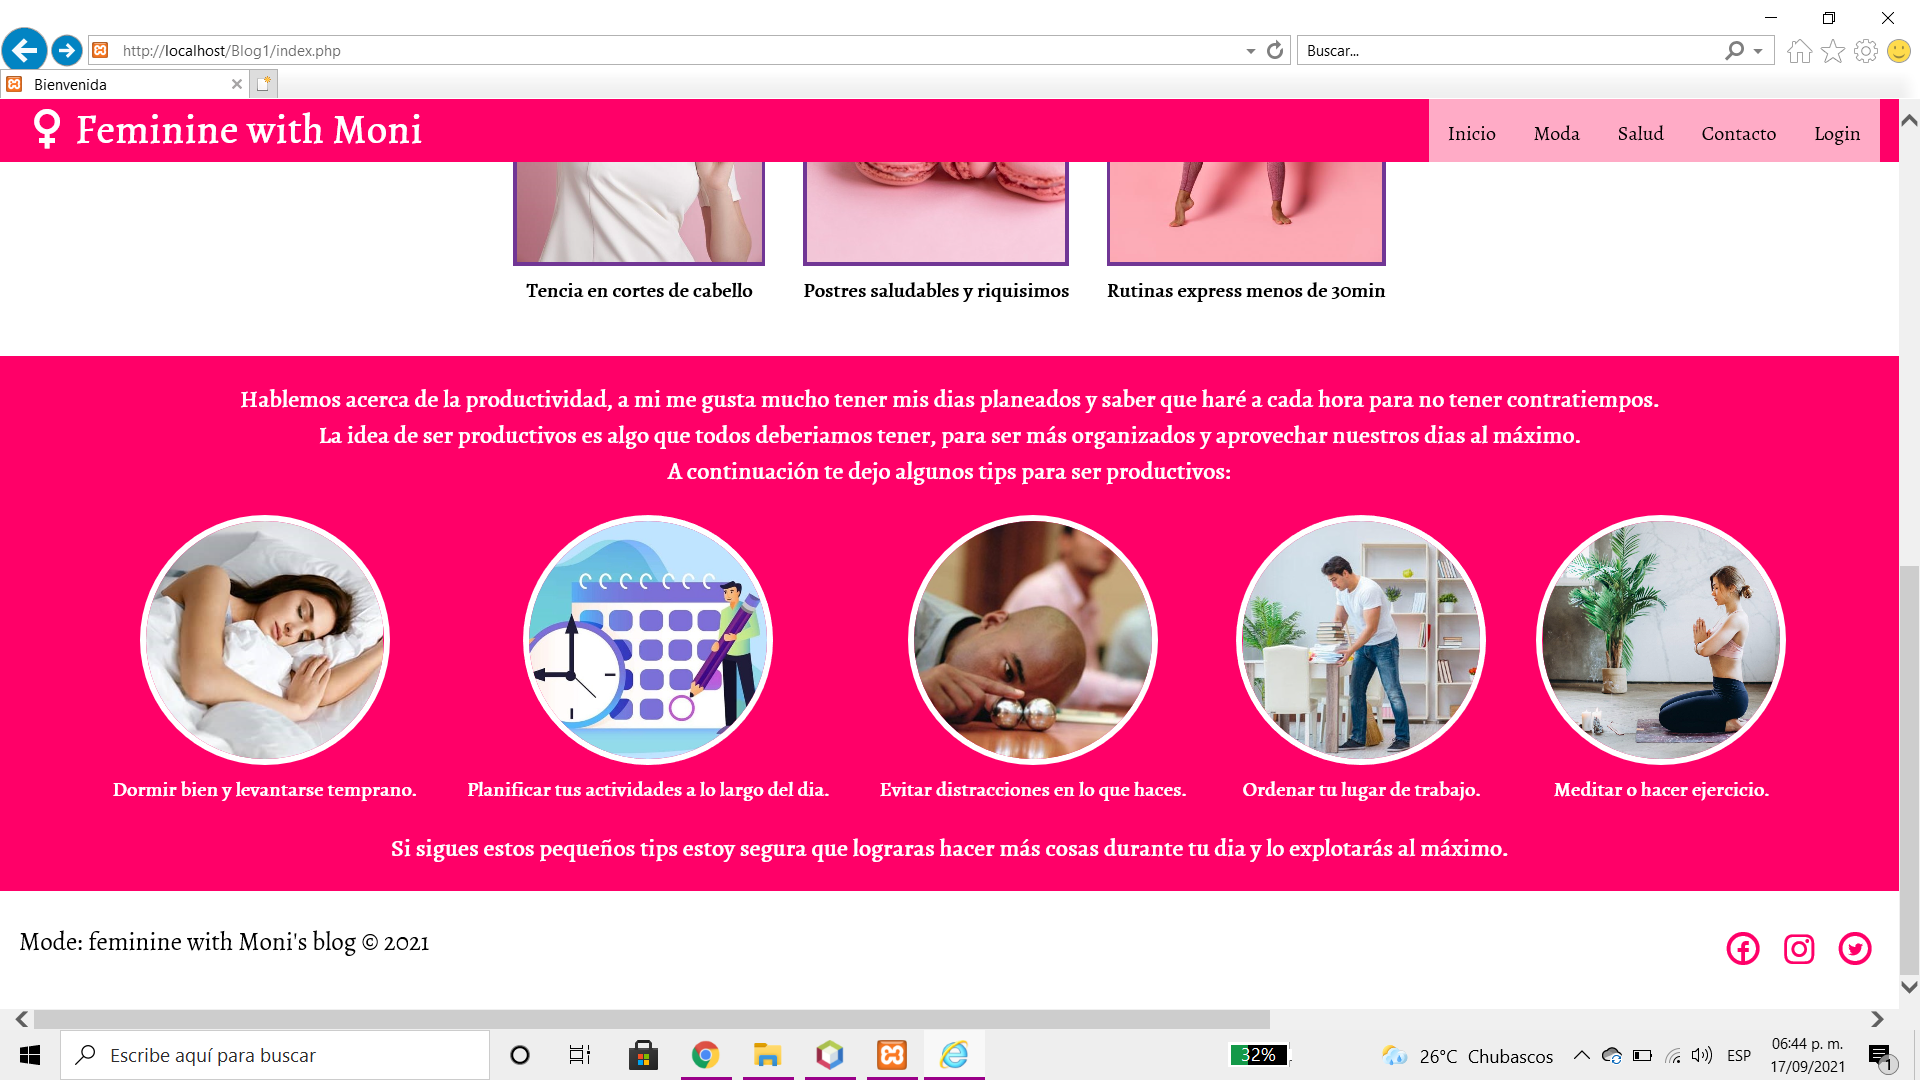 http://localhost/Blog1/index.php
Buscar...
Bienvenida
Feminine with Moni
Inicio
Moda
Salud
Contacto
Login
Tencia en cortes de cabello
Postres saludables y riquisimos
Rutinas express menos de 30min
Hablemos acerca de la productividad, a mi me gusta mucho tener mis dias planeados y saber que haré a cada hora para no tener contratiempos.
La idea de ser productivos es algo que todos deberiamos tener, para ser más organizados y aprovechar nuestros dias al máximo.
A continuación te dejo algunos tips para ser productivos:
Dormir bien y levantarse temprano.
Planificar tus actividades a lo largo del dia.
Evitar distracciones en lo que haces.
Ordenar tu lugar de trabajo.
Meditar o hacer ejercicio.
Si sigues estos pequeños tips estoy segura que lograras hacer más cosas durante tu dia y lo explotarás al máximo.
Mode: feminine with Moni's blog © 2021
Escribe aquí para buscar
32%
26°C Chubascos
ESP
06:44 p. m.
17/09/2021
1